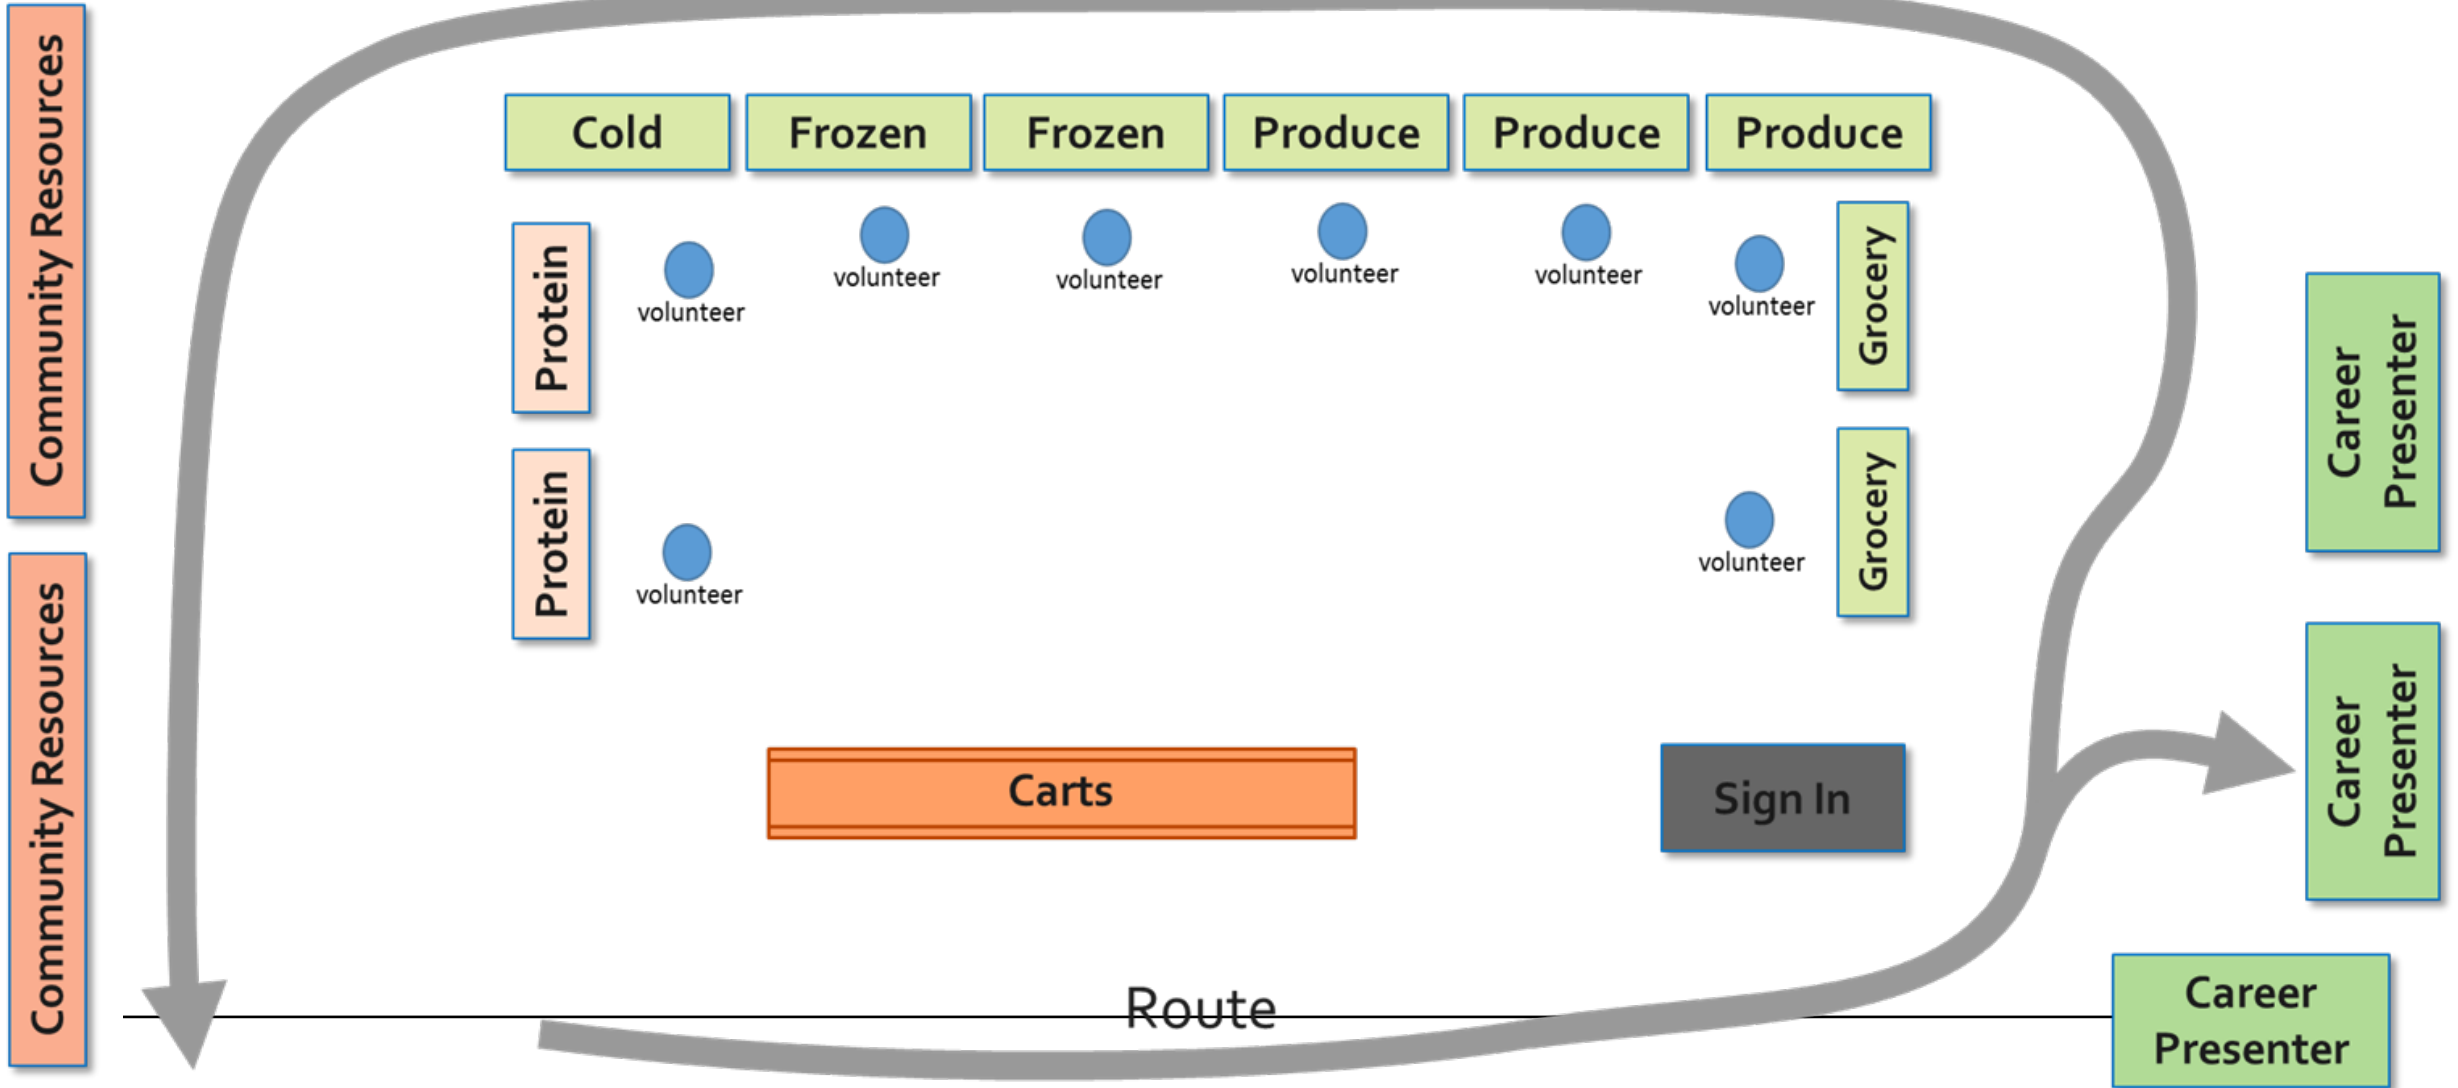 Community Resources
Cold
Frozen
Frozen
Produce
Produce
Produce
Protein
volunteer
volunteer
volunteer
volunteer
volunteer
volunteer
Grocery
Career
Presenter
Protein
volunteer
volunteer
Grocery
Community Resources
Carts
Sign In
Career
Presenter
Route
Career
Presenter